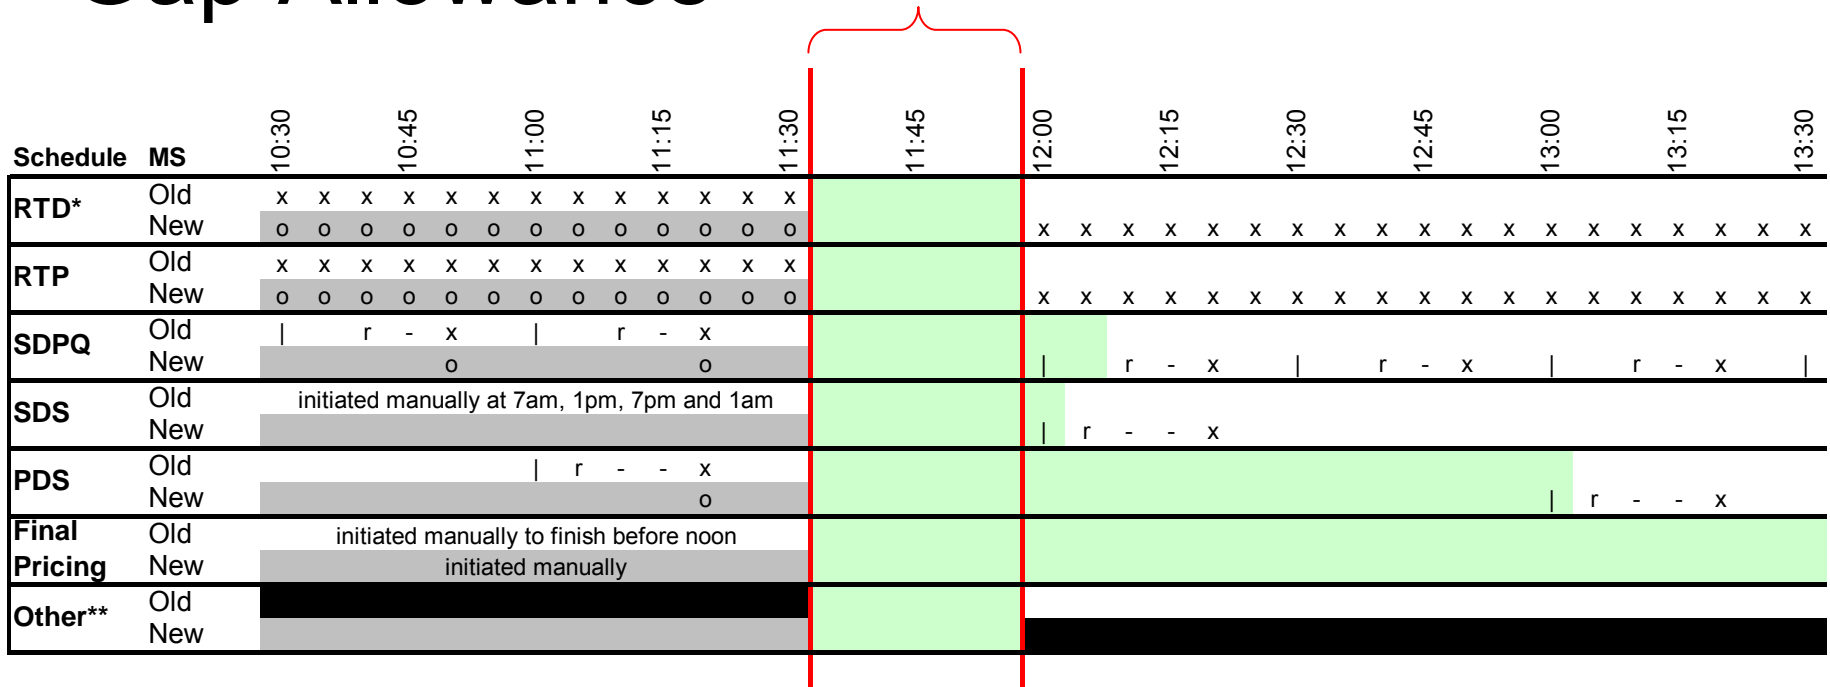 Gap Allowance
Schedule MS 10:30 10:45 11:00 11:15 11:30 11:45 12:00 12:15 12:30 12:45 13:00 13:15 13:30
RTD* Old x x x x x x x x x x x x x
New o o o o o o o o o o o o o x x x x x x x x x x x x x x x x x x x
RTP Old x x x x x x x x x x x x x
New o o o o o o o o o o o o o x x x x x x x x x x x x x x x x x x x
SDPQ Old | r - x | r - x
New o o | r - x | r - x | r - x |
SDS Old initiated manually at 7am, 1pm, 7pm and 1am
New | r - - x
PDS Old | r - - x
New o | r - - x
Final Old initiated manually to finish before noon
Pricing New initiated manually
Other** Old
New